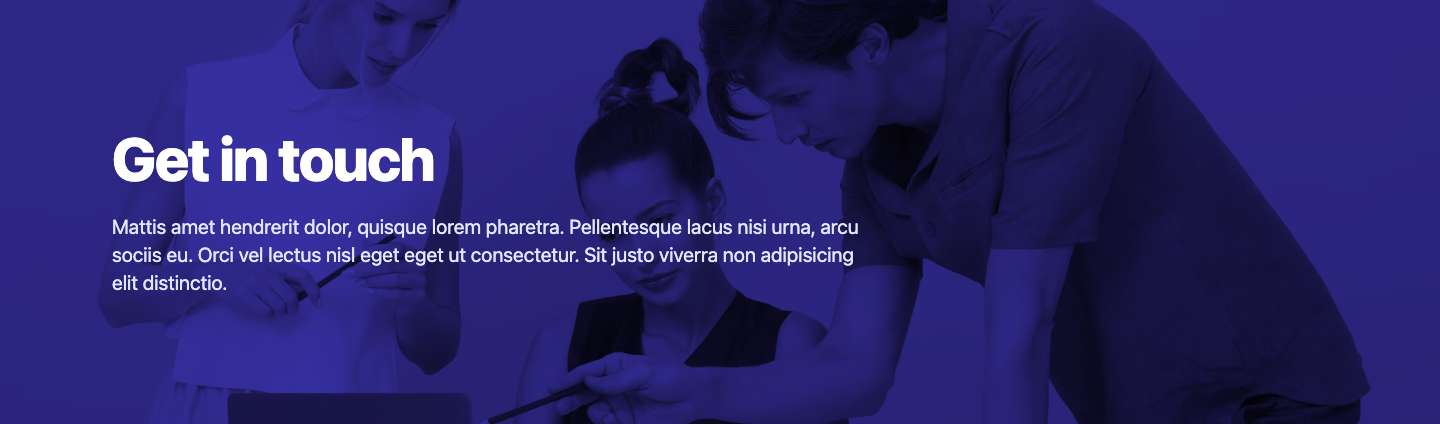 Get in touch
Mattis amet hendrerit dolor, quisque lorem pharetra. Pellentesque lacus nisi urna, arcu
sociis eu. Orci vel lectus nisl eget eget ut consectetur. Sit justo viverra non adipisicing
elit distinctio.